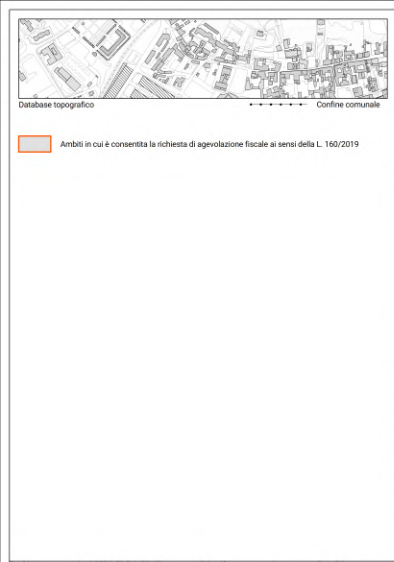 Database topografico
Confine comunale
Ambiti in cui è consentita la richiesta di agevolazione fiscale ai sensi della L. 160/2019